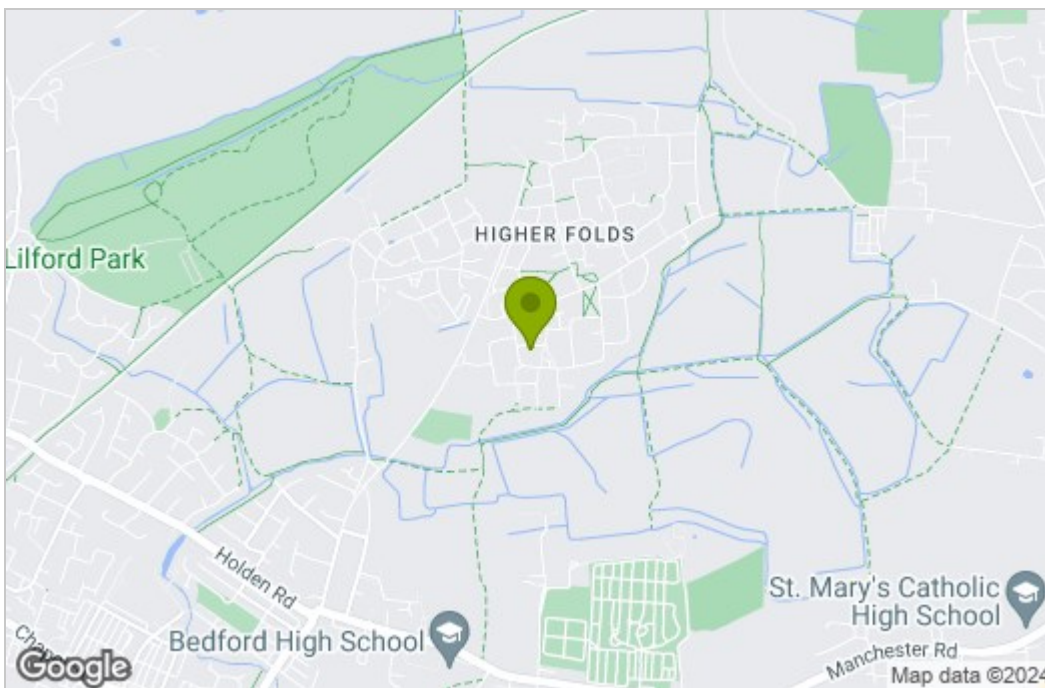 HIGHER FOLDS
Lilford Park
Holden Rd
St. Mary's Catholic
High School
Bedford High School
Manchester Rd
Google
Map data ©2024